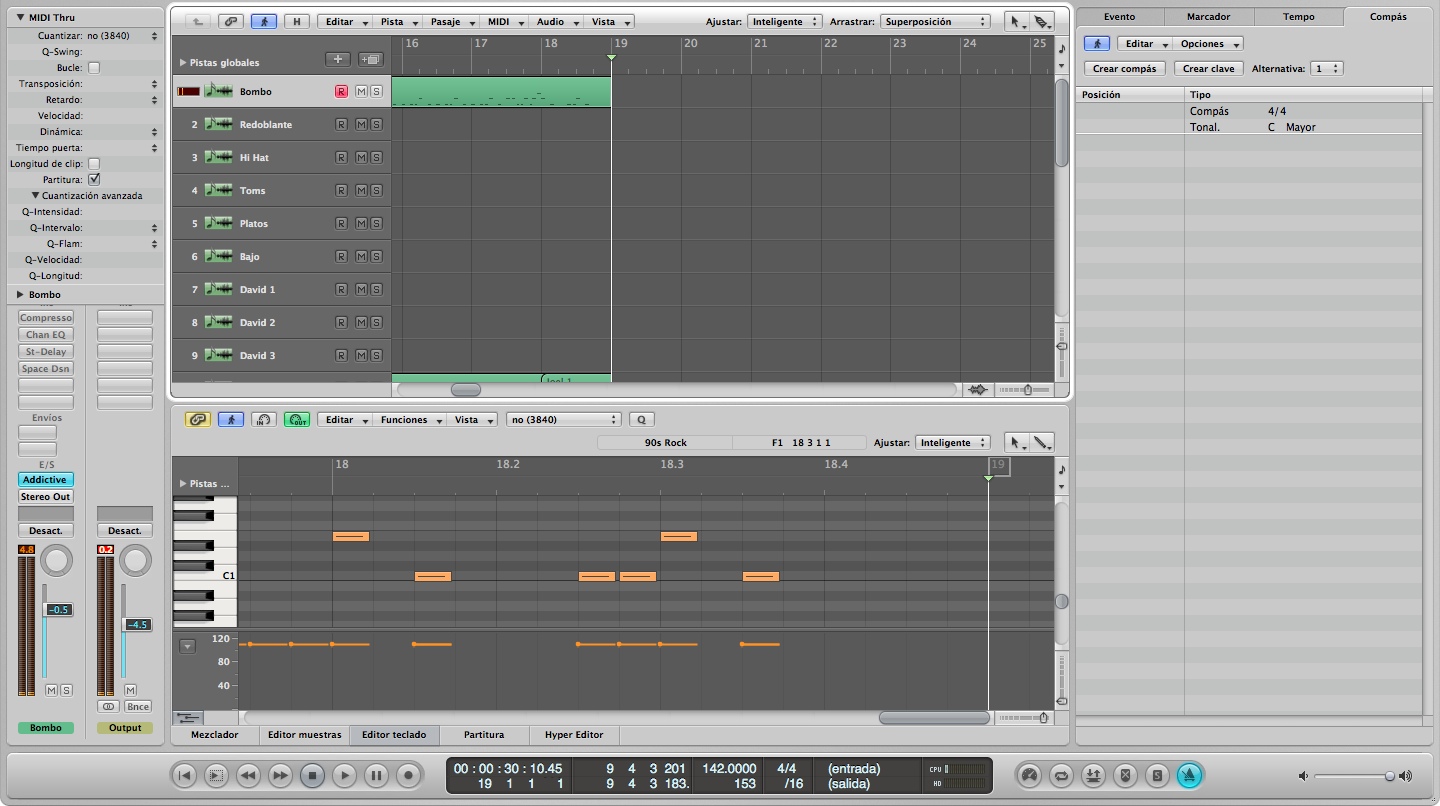 MIDI Thru
Cuantizar: no (3840)
Q-Swing:
Bucle:
Transposición:
Retardo:
Velocidad:
Dinámica:
Tiempo puerta:
Longitud de clip:
Partitura:
Cuantización avanzada
Q-Intensidad:
Q-Intervalo:
Q-Flam:
Q-Velocidad:
Q-Longitud:
Bombo
Compresso
Chan EQ
St-Delay
Space Dsn
Envíos
E/S
Addictive
Stereo Out
Desact. Desact.
4.8 0.2
-0.5
-4.5
M S M
Bnce
Bombo Output
H Editar Pista Pasaje MIDI Audio Vista Ajustar: Inteligente Arrastrar: Superposición
16 17 18 19 20 21 22 23 24 25
Pistas globales
Bombo R M S
2 Redoblante R M S
3 Hi Hat R M S
4 Toms R M S
5 Platos R M S
6 Bajo R M S
7 David 1 R M S
8 David 2 R M S
9 David 3 R M S
IN OUT Editar Funciones Vista no (3840) Q
90s Rock F1 18 3 1 1 Ajustar: Inteligente
18 18.2 18.3 18.4 19
Pistas ...
C1
120
80
40
Mezclador Editor muestras Editor teclado Partitura Hyper Editor
Evento Marcador Tempo Compás
Editar Opciones
Crear compás Crear clave Alternativa: 1
Posición Tipo
Compás 4/4
Tonal. C Mayor
00:00:30:10.45 9 4 3 201 142.0000 4/4 (entrada) CPU
19 1 1 1 9 4 3 183. 153 /16 (salida) HD
S